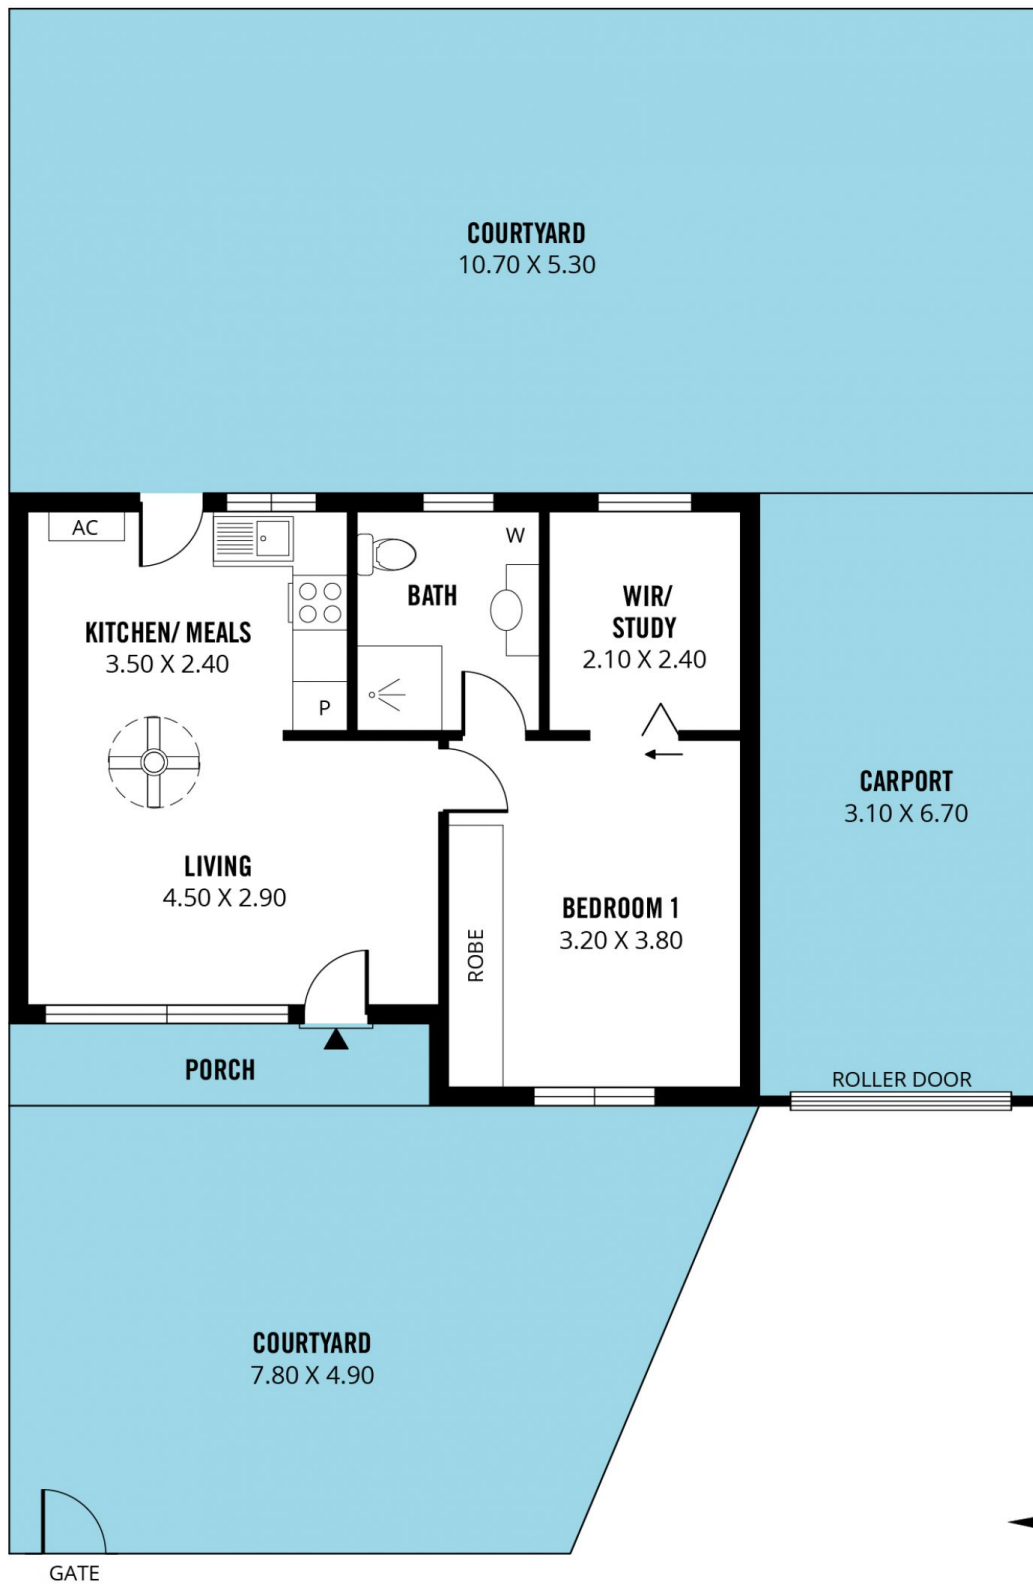 COURTYARD
10.70 X 5.30
AC
W
BATH
WIR/
STUDY
2.10 X 2.40
KITCHEN/ MEALS
3.50 X 2.40
P
CARPORT
3.10 X 6.70
LIVING
4.50 X 2.90
BEDROOM 1
3.20 X 3.80
ROBE
PORCH
ROLLER DOOR
COURTYARD
7.80 X 4.90
GATE